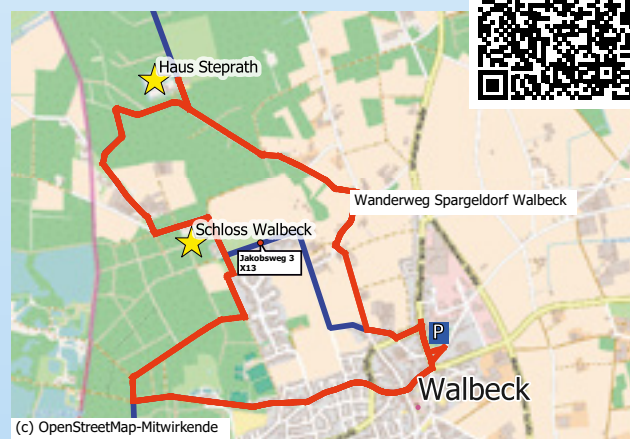 Haus Steprath
Wanderweg Spargeldorf Walbeck
Schloss Walbeck
Jakobsweg 3
X13
P
Walbeck
(c) OpenStreetMap-Mitwirkende